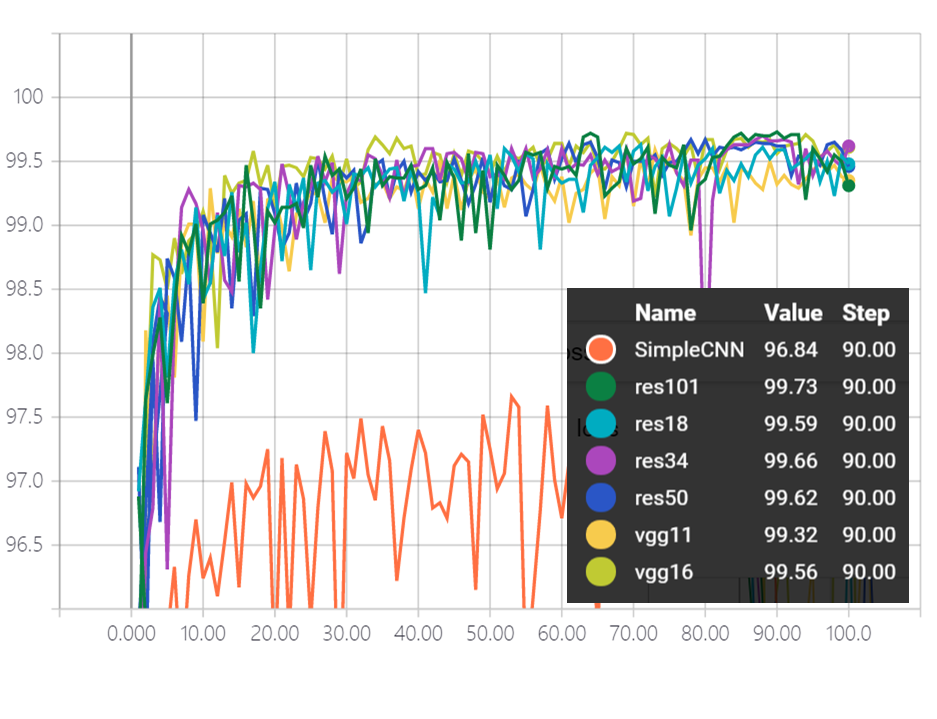 100
99.5
99.0
98.5
98.0
97.5
97.0
96.5
0.000 10.00 20.00 30.00 40.00 50.00 60.00 70.00 80.00 90.00 100.0
Name Value Step
SimpleCNN 96.84 90.00
res101 99.73 90.00
res18 99.59 90.00
res34 99.66 90.00
res50 99.62 90.00
vgg11 99.32 90.00
vgg16 99.56 90.00